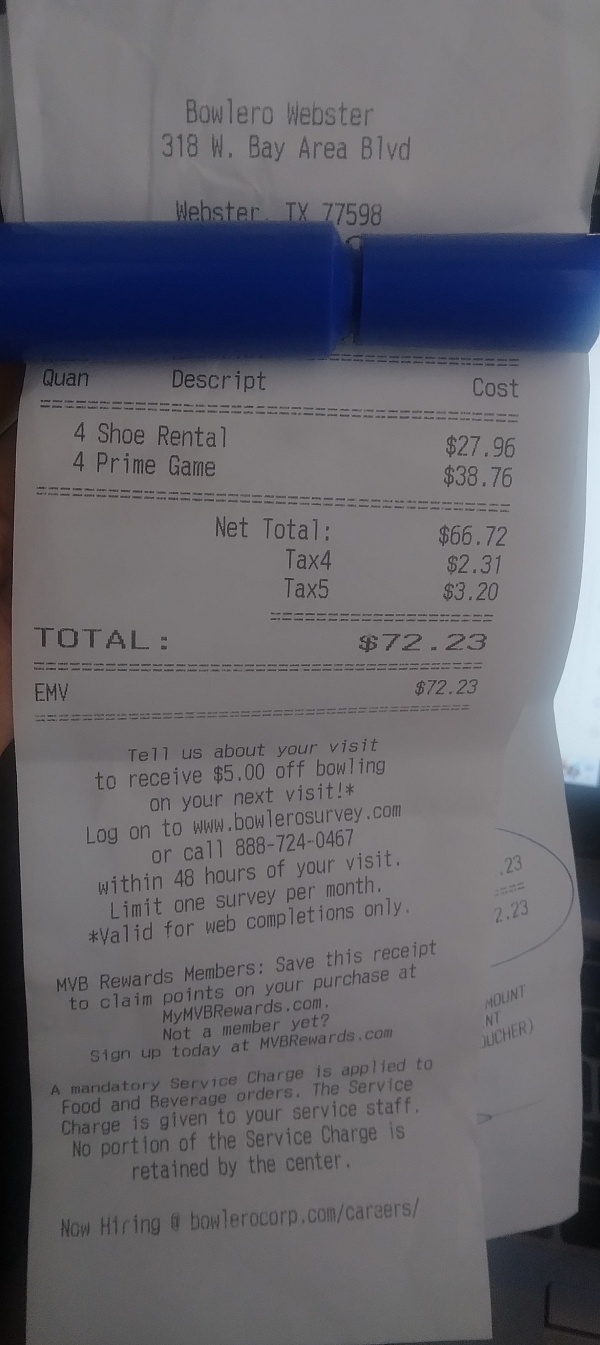 Bowlero Webster
318 W. Bay Area Blvd
Webster, TX 77598
================================
Quan Descript Cost
================================
4 Shoe Rental $27.96
4 Prime Game $38.76
================================
Net Total: $66.72
Tax4 $2.31
Tax5 $3.20
================
TOTAL: $72.23
================================
EMV $72.23
================================
Tell us about your visit
to receive $5.00 off bowling
on your next visit!*
Log on to www.bowlerosurvey.com
or call 888-724-0467
within 48 hours of your visit.
Limit one survey per month.
*Valid for web completions only.
MVB Rewards Members: Save this receipt
to claim points on your purchase at
MyMVBRewards.com.
Not a member yet?
Sign up today at MVBRewards.com
A mandatory Service Charge is applied to
Food and Beverage orders. The Service
Charge is given to your service staff.
No portion of the Service Charge is
retained by the center.
Now Hiring @ bowlerocorp.com/careers/
.23
====
2.23
MOUNT
NT
OUCHER)